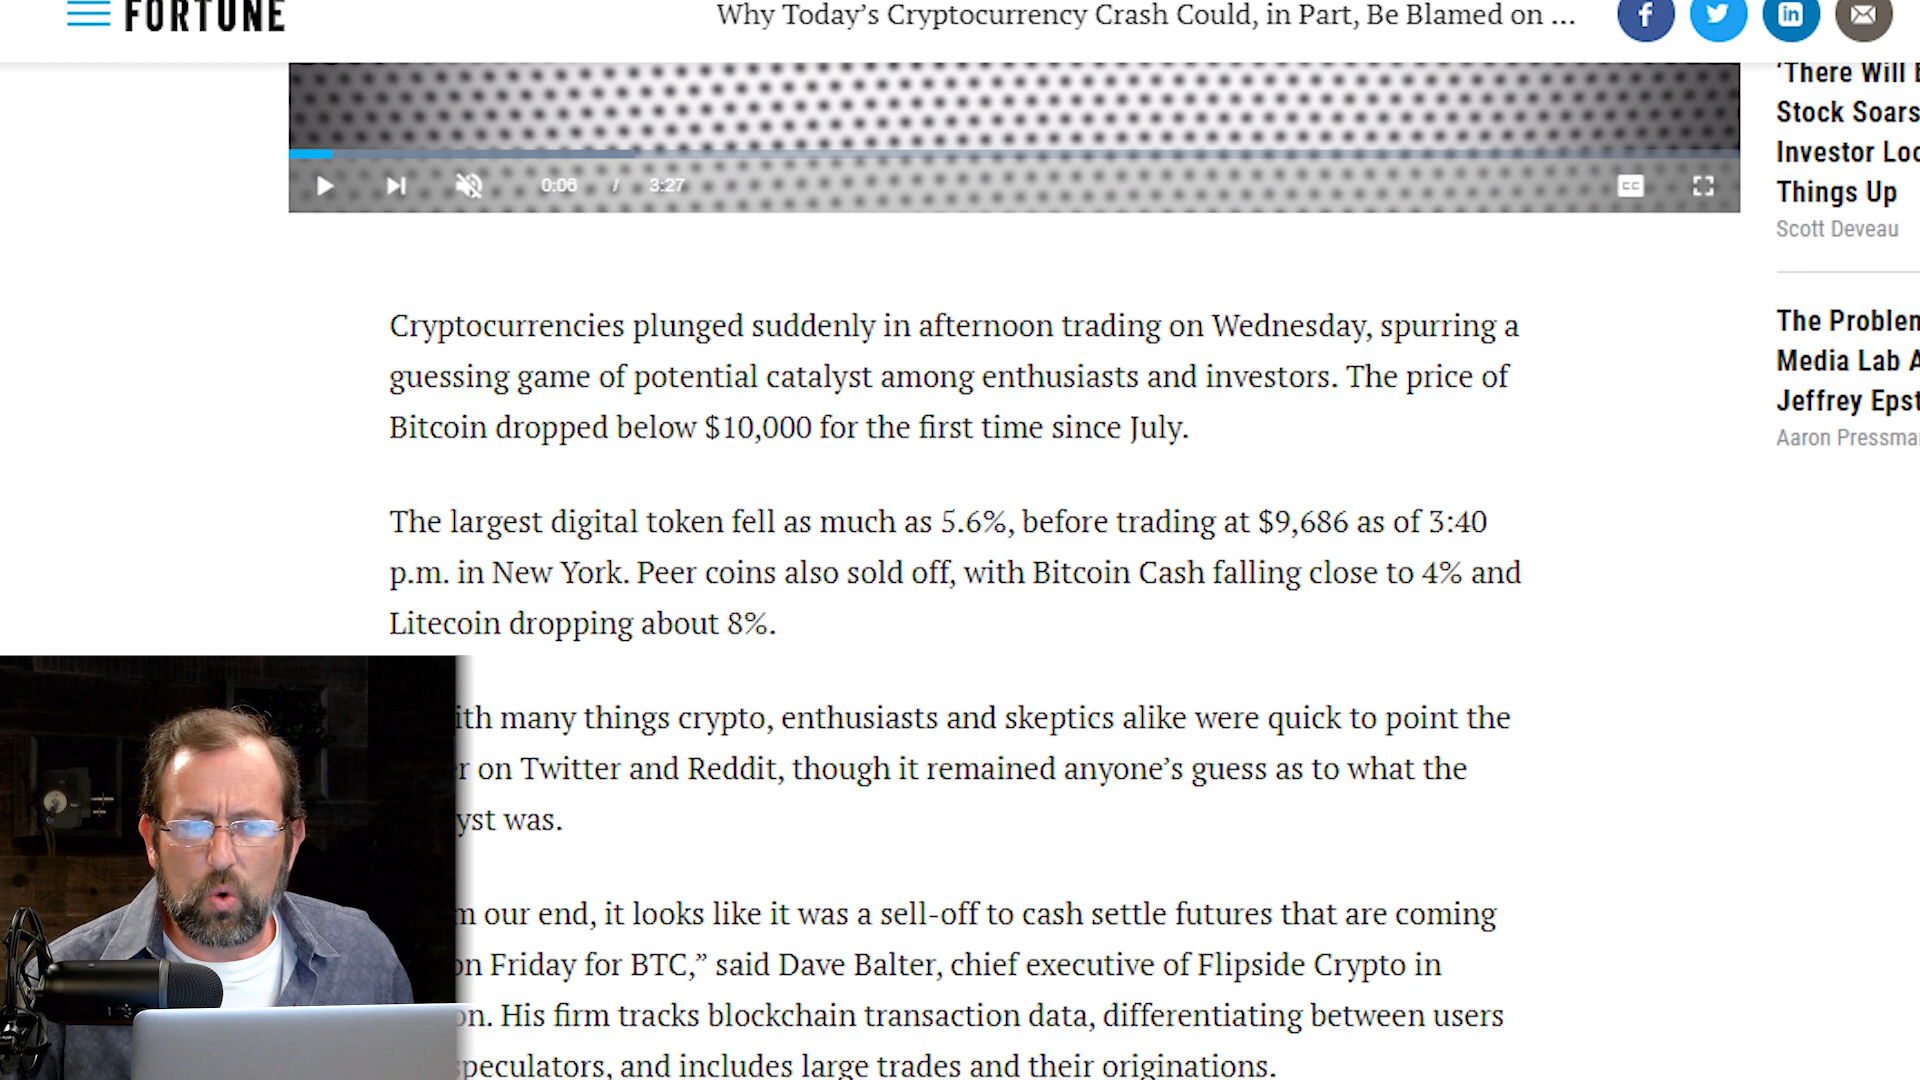 FORTUNE
Why Today’s Cryptocurrency Crash Could, in Part, Be Blamed on ...
f
in
0:06 / 3:27
CC
‘There Will
Stock Soars
Investor
Things Up
Scott Deveau
The
Media Lab
Jeffrey
Aaron
Cryptocurrencies plunged suddenly in afternoon trading on Wednesday, spurring a
guessing game of potential catalyst among enthusiasts and investors. The price of
Bitcoin dropped below $10,000 for the first time since July.
The largest digital token fell as much as 5.6%, before trading at $9,686 as of 3:40
p.m. in New York. Peer coins also sold off, with Bitcoin Cash falling close to 4% and
Litecoin dropping about 8%.
many things crypto, enthusiasts and skeptics alike were quick to point the
on Twitter and Reddit, though it remained anyone’s guess as to what the
was.
our end, it looks like it was a sell-off to cash settle futures that are coming
on Friday for BTC,” said Dave Balter, chief executive of Flipside Crypto in
His firm tracks blockchain transaction data, differentiating between users
speculators, and includes large trades and their originations.